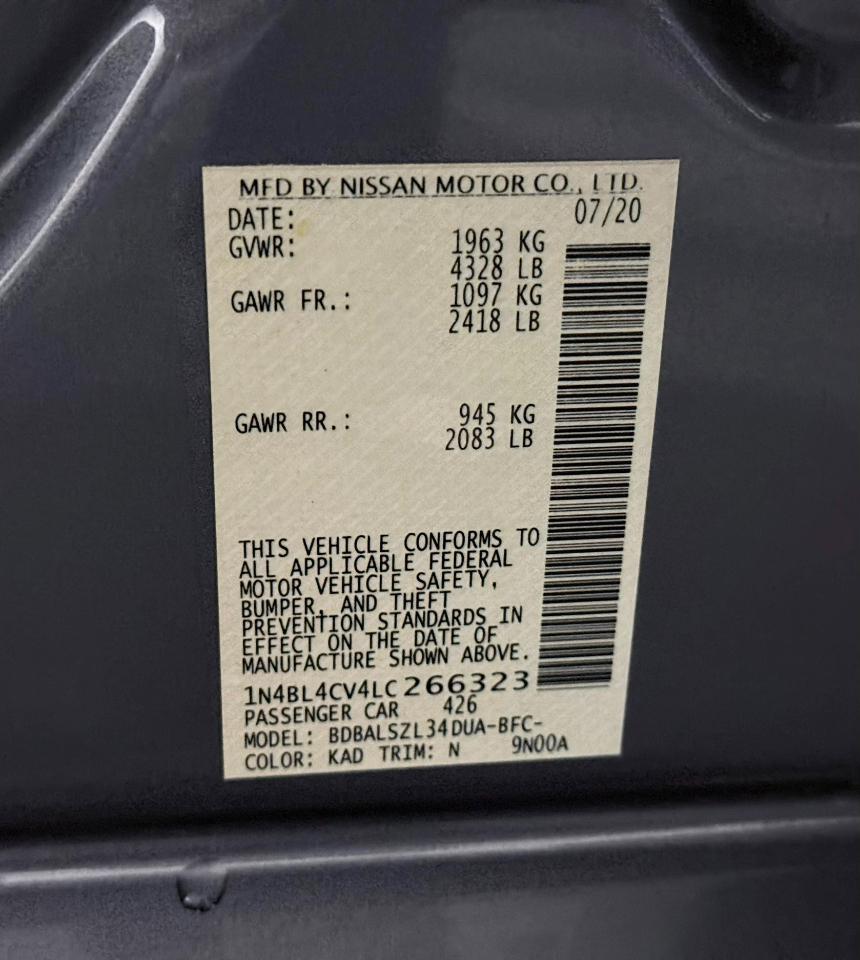 MFD BY NISSAN MOTOR CO., LTD.
DATE: 07/20
GVWR: 1963 KG
4328 LB
GAWR FR.: 1097 KG
2418 LB
GAWR RR.: 945 KG
2083 LB
THIS VEHICLE CONFORMS TO
ALL APPLICABLE FEDERAL
MOTOR VEHICLE SAFETY,
BUMPER, AND THEFT
PREVENTION STANDARDS IN
EFFECT ON THE DATE OF
MANUFACTURE SHOWN ABOVE.
1N4BL4CV4LC266323
PASSENGER CAR 426
MODEL: BDBALSZL34DUA-BFC-
COLOR: KAD TRIM: N 9N00A